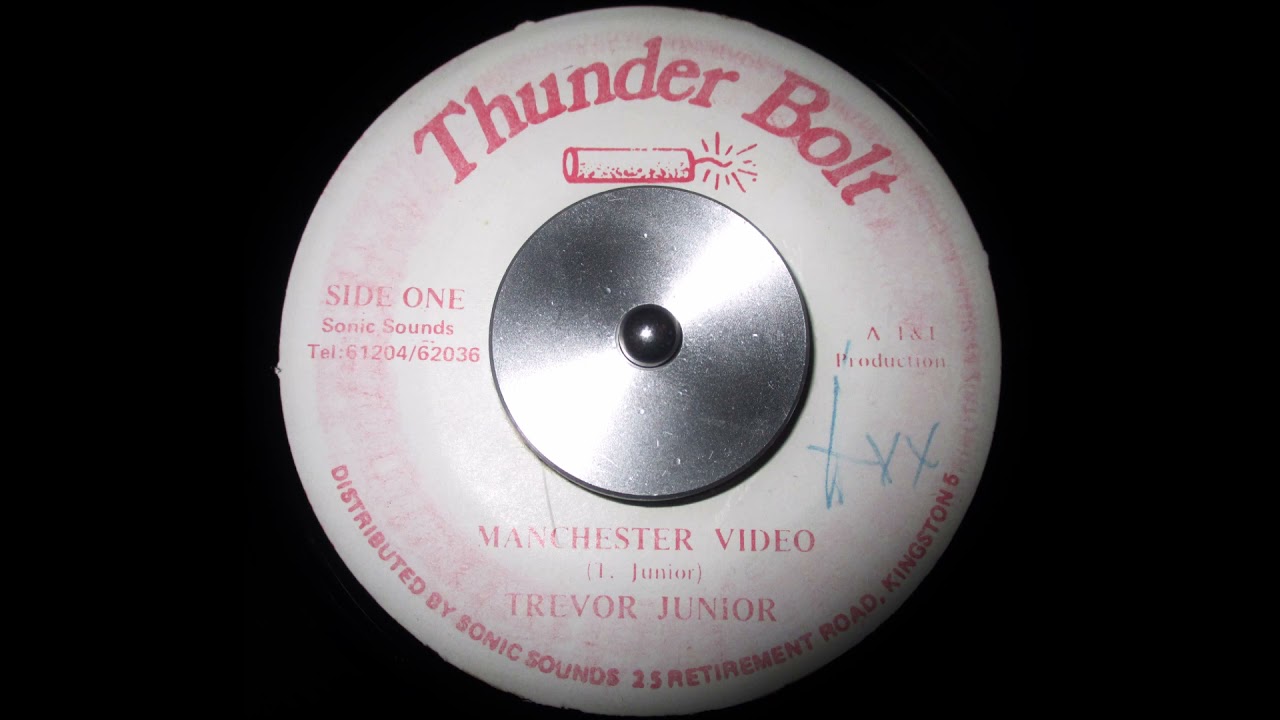 Thunder Bolt
SIDE ONE
Sonic Sounds
Tel:61204/62036
A I&I
Production
MANCHESTER VIDEO
(T. Junior)
TREVOR JUNIOR
DISTRIBUTED BY SONIC SOUNDS 25 RETIREMENT ROAD, KINGSTON 5